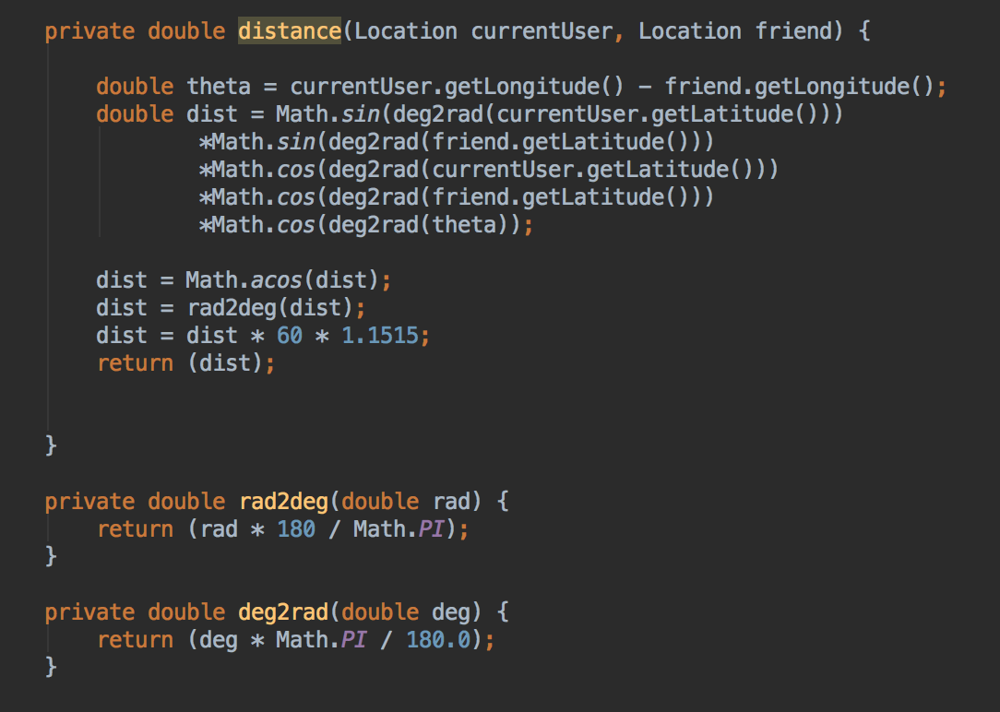 private double distance(Location currentUser, Location friend) {
double theta = currentUser.getLongitude() - friend.getLongitude();
double dist = Math.sin(deg2rad(currentUser.getLatitude()))
*Math.sin(deg2rad(friend.getLatitude()))
*Math.cos(deg2rad(currentUser.getLatitude()))
*Math.cos(deg2rad(friend.getLatitude()))
*Math.cos(deg2rad(theta));
dist = Math.acos(dist);
dist = rad2deg(dist);
dist = dist * 60 * 1.1515;
return (dist);
}
private double rad2deg(double rad) {
return (rad * 180 / Math.PI);
}
private double deg2rad(double deg) {
return (deg * Math.PI / 180.0);
}